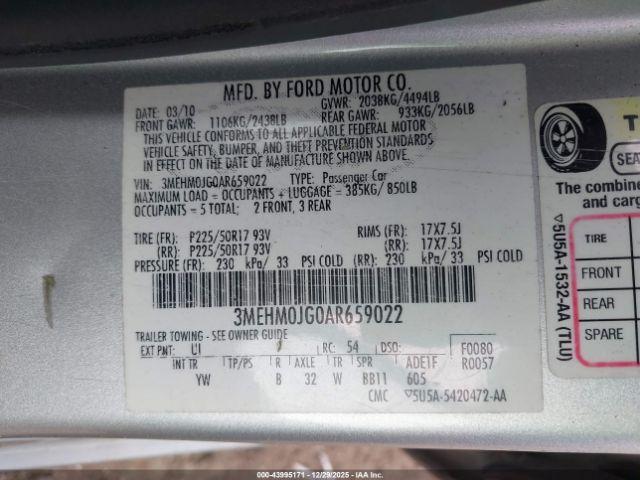 MFD. BY FORD MOTOR CO.
DATE: 03/10 GVWR: 2038KG/4494LB
FRONT GAWR: 1106KG/2438LB REAR GAWR: 933KG/2056LB
THIS VEHICLE CONFORMS TO ALL APPLICABLE FEDERAL MOTOR
VEHICLE SAFETY, BUMPER, AND THEFT PREVENTION STANDARDS
IN EFFECT ON THE DATE OF MANUFACTURE SHOWN ABOVE.
VIN: 3MEHM0JG0AR659022 TYPE: Passenger Car
MAXIMUM LOAD = OCCUPANTS + LUGGAGE = 385KG/ 850LB
OCCUPANTS = 5 TOTAL: 2 FRONT, 3 REAR
TIRE (FR): P225/50R17 93V RIMS (FR): 17X7.5J
(RR): P225/50R17 93V (RR): 17X7.5J
PRESSURE (FR): 230 kPa/ 33 PSI COLD (RR): 230 kPa/ 33 PSI COLD
3MEHM0JG0AR659022
TRAILER TOWING - SEE OWNER GUIDE
EXT PNT: UI RC: 54 DSO: F0080
INT TR TP/PS R AXLE TR SPR ADE1F R0057
YW B 32 W BB11 605
CMC ▽5U5A-5420472-AA
T
SEA
The combine
and carg
TIRE
FRONT
REAR
SPARE
▽5U5A-1532-AA (TLU)
000-43995171 - 12/29/2025 - IAAI.COM